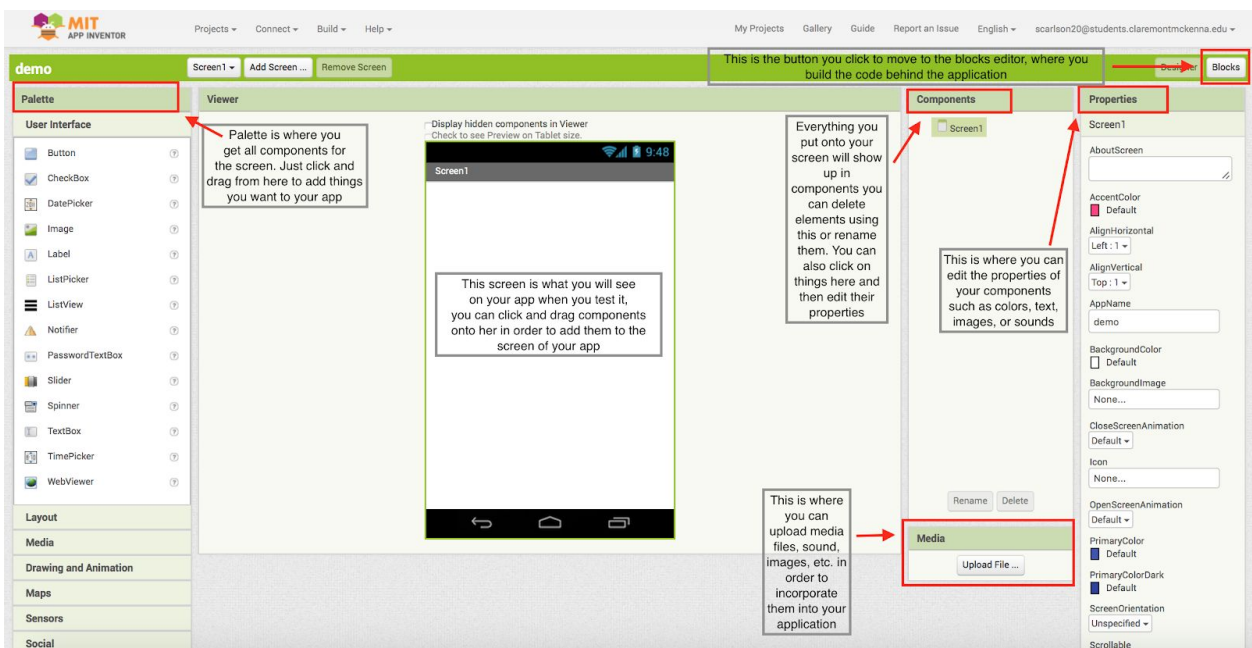 MIT
APP INVENTOR
Projects Connect Build Help
My Projects Gallery Guide Report an Issue English scarlson20@students.claremontmckenna.edu
demo
Screen1 Add Screen ... Remove Screen
This is the button you click to move to the blocks editor, where you
build the code behind the application
Designer Blocks
Palette
User Interface
Button
CheckBox
DatePicker
Image
Label
ListPicker
ListView
Notifier
PasswordTextBox
Slider
Spinner
TextBox
TimePicker
WebViewer
Layout
Media
Drawing and Animation
Maps
Sensors
Social
Palette is where you
get all components for
the screen. Just click and
drag from here to add things
you want to your app
Viewer
Display hidden components in Viewer
Check to see Preview on Tablet size.
9:48
Screen1
This screen is what you will see
on your app when you test it,
you can click and drag components
onto her in order to add them to the
screen of your app
Everything you
put onto your
screen will show
up in
components you
can delete
elements using
this or rename
them. You can
also click on
things here and
then edit their
properties
Components
Screen1
This is where you can
edit the properties of
your components
such as colors, text,
images, or sounds
Rename Delete
This is where
you can
upload media
files, sound,
images, etc. in
order to
incorporate
them into your
application
Media
Upload File ...
Properties
Screen1
AboutScreen
AccentColor
Default
AlignHorizontal
Left : 1
AlignVertical
Top : 1
AppName
demo
BackgroundColor
Default
BackgroundImage
None...
CloseScreenAnimation
Default
Icon
None...
OpenScreenAnimation
Default
PrimaryColor
Default
PrimaryColorDark
Default
ScreenOrientation
Unspecified
Scrollable